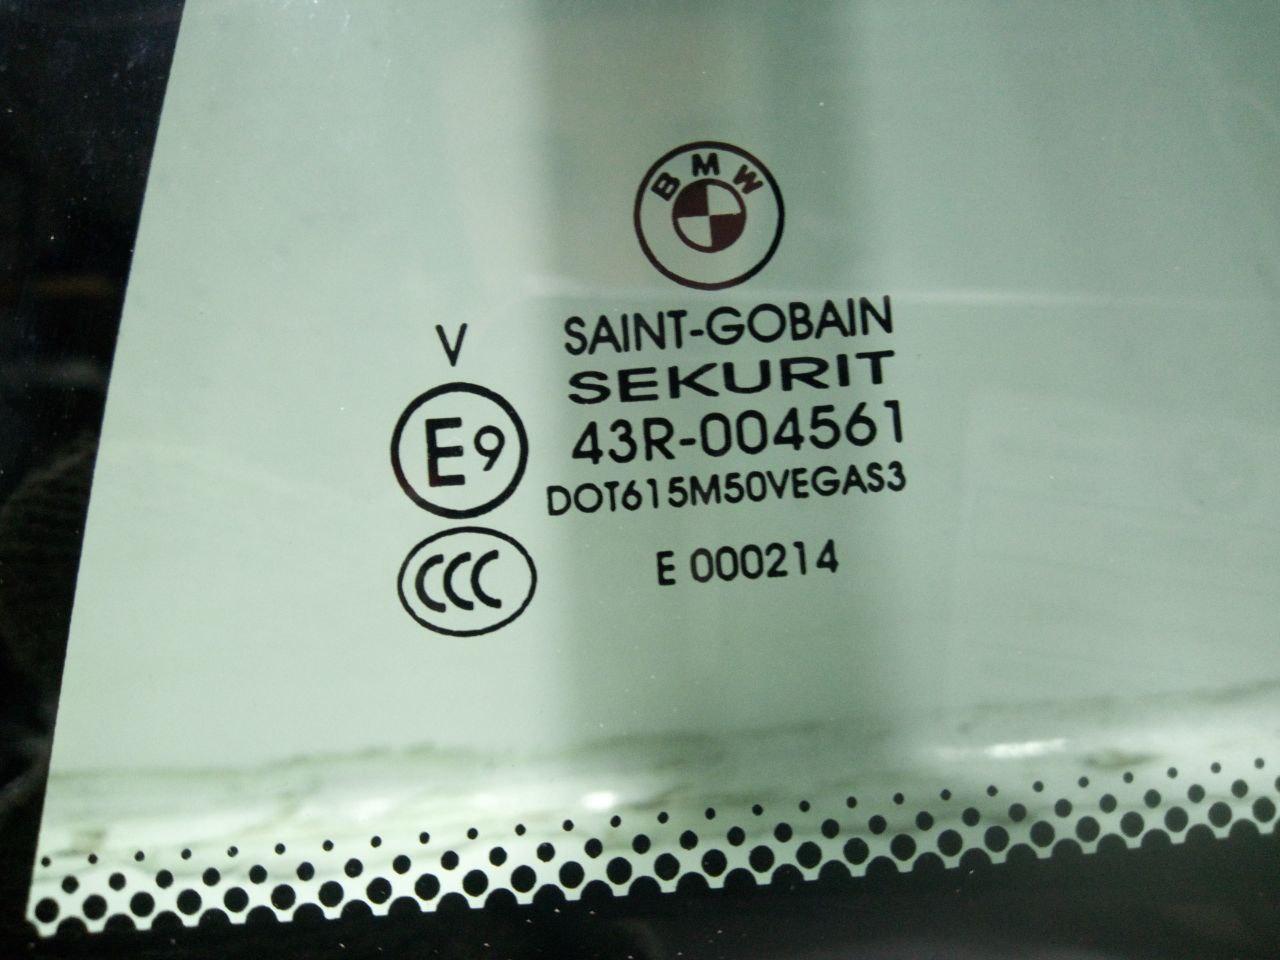 BMW
SAINT-GOBAIN
SEKURIT
V
E9
43R-004561
DOT615M50VEGAS3
CCC
E 000214